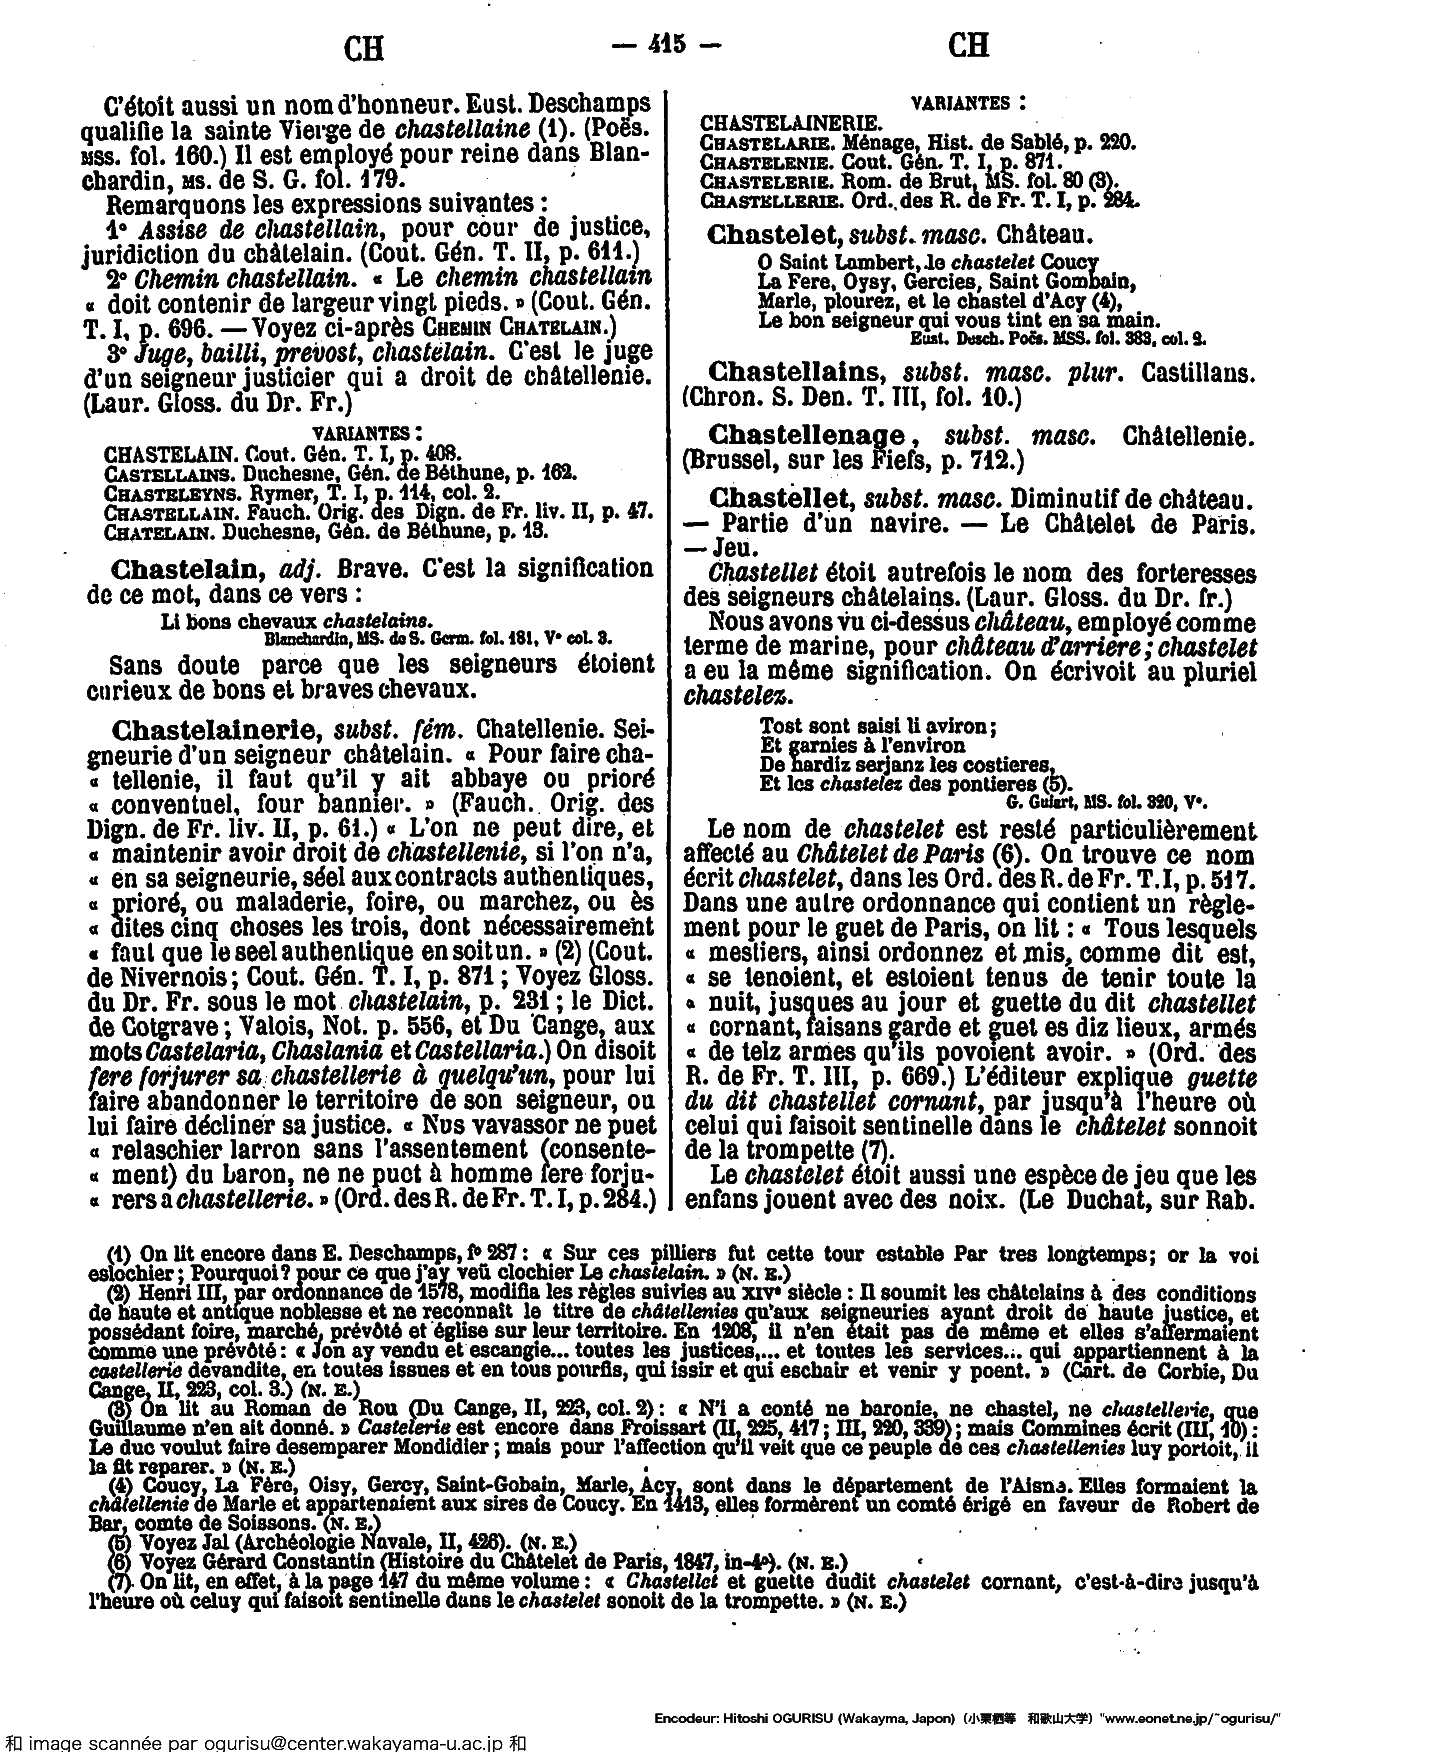 CH
— 415 —
CH
C'étoit aussi un nom d'honneur. Eust. Deschamps
qualifie la sainte Vierge de chastellaine (1). (Poës.
MSS. fol. 160.) Il est employé pour reine dans Blan-
chardin, MS. de S. G. fol. 179.
Remarquons les expressions suivantes :
1° Assise de chastellain, pour cour de justice,
juridiction du châtelain. (Cout. Gén. T. II, p. 611.)
2° Chemin chastellain. « Le chemin chastellain
« doit contenir de largeur vingt pieds. » (Cout. Gén.
T. I, p. 696. — Voyez ci-après CHEMIN CHATELAIN.)
3° Juge, bailli, prevost, chastelain. C'est le juge
d'un seigneur justicier qui a droit de châtellenie.
(Laur. Gloss. du Dr. Fr.)
VARIANTES :
CHASTELAIN. Cout. Gén. T. I, p. 408.
CASTELLAINS. Duchesne, Gén. de Béthune, p. 162.
CHASTELEYNS. Rymer, T. I, p. 114, col. 2.
CHASTELLAIN. Fauch. Orig. des Dign. de Fr. liv. II, p. 47.
CHATELAIN. Duchesne, Gén. de Béthune, p. 13.
Chastelain, adj. Brave. C'est la signification
de ce mot, dans ce vers :
Li bons chevaux chastelains.
Blanchardin, MS. de S. Germ. fol. 181, V° col. 3.
Sans doute parce que les seigneurs étoient
curieux de bons et braves chevaux.
Chastelainerie, subst. fém. Chatellenie. Sei-
gneurie d'un seigneur châtelain. « Pour faire cha-
« tellenie, il faut qu'il y ait abbaye ou prioré
« conventuel, four bannier. » (Fauch. Orig. des
Dign. de Fr. liv. II, p. 61.) « L'on ne peut dire, et
« maintenir avoir droit de chastellenie, si l'on n'a,
« en sa seigneurie, séel aux contracts authentiques,
« prioré, ou maladerie, foire, ou marchez, ou ès
« dites cinq choses les trois, dont nécessairement
« faut que le seel authentique en soit un. » (2) (Cout.
de Nivernois ; Cout. Gén. T. I, p. 871 ; Voyez Gloss.
du Dr. Fr. sous le mot chastelain, p. 231 ; le Dict.
de Cotgrave ; Valois, Not. p. 556, et Du Cange, aux
mots Castelaria, Chaslania et Castellaria.) On disoit
fere forjurer sa chastellerie à quelqu'un, pour lui
faire abandonner le territoire de son seigneur, ou
lui faire décliner sa justice. « Nus vavassor ne puet
« relaschier larron sans l'assentement (consente-
« ment) du baron, ne ne puet à homme fere forju-
« rer s a chastellerie. » (Ord. des R. de Fr. T. I, p. 284.)
VARIANTES :
CHASTELAINERIE.
CHASTELARIE. Ménage, Hist. de Sablé, p. 220.
CHASTELENIE. Cout. Gén. T. I, p. 871.
CHASTELERIE. Rom. de Brut, MS. fol. 80 (3).
CHASTELLERIE. Ord. des R. de Fr. T. I, p. 284.
Chastelet, subst. masc. Château.
O Saint Lambert, le chastelet Coucy
La Fere, Oysy, Gercies, Saint Gombain,
Marle, plourez, et le chastel d'Acy (4),
Le bon seigneur qui vous tint en sa main.
Eust. Desch. Poës. MSS. fol. 383, col. 2.
Chastellains, subst. masc. plur. Castillans.
(Chron. S. Den. T. III, fol. 10.)
Chastellenage, subst. masc. Châtellenie.
(Brussel, sur les Fiefs, p. 712.)
Chastellet, subst. masc. Diminutif de château.
— Partie d'un navire. — Le Châtelet de Paris.
— Jeu.
Chastellet étoit autrefois le nom des forteresses
des seigneurs châtelains. (Laur. Gloss. du Dr. fr.)
Nous avons vu ci-dessus château, employé comme
terme de marine, pour château d'arriere ; chastelet
a eu la même signification. On écrivoit au pluriel
chastelez.
Tost sont saisi li aviron ;
Et garnies à l'environ
De hardiz serjanz les costieres,
Et les chastelez des pontieres (5).
G. Guiart, MS. fol. 320, V°.
Le nom de chastelet est resté particulièrement
affecté au Châtelet de Paris (6). On trouve ce nom
écrit chastelet, dans les Ord. des R. de Fr. T. I, p. 517.
Dans une autre ordonnance qui contient un règle-
ment pour le guet de Paris, on lit : « Tous lesquels
« mestiers, ainsi ordonnez et mis, comme dit est,
« se tenoient, et estoient tenus de tenir toute la
« nuit, jusques au jour et guette du dit chastellet
« cornant, faisans garde et guet es diz lieux, armés
« de telz armes qu'ils povoient avoir. » (Ord. des
R. de Fr. T. III, p. 669.) L'éditeur explique guette
du dit chastellet cornant, par jusqu'à l'heure où
celui qui faisoit sentinelle dans le châtelet sonnoit
de la trompette (7).
Le chastelet étoit aussi une espèce de jeu que les
enfans jouent avec des noix. (Le Duchat, sur Rab.
(1) On lit encore dans E. Deschamps, f° 287 : « Sur ces pilliers fut cette tour estable Par tres longtemps ; or la voi
eslochier ; Pourquoi ? pour ce que j'ay veü clochier Le chastelain. » (N. E.)
(2) Henri III, par ordonnance de 1578, modifia les règles suivies au XIVe siècle : Il soumit les châtelains à des conditions
de haute et antique noblesse et ne reconnaît le titre de châtellenies qu'aux seigneuries ayant droit de haute justice, et
possédant foire, marché, prévôté et église sur leur territoire. En 1208, il n'en était pas de même et elles s'affermaient
comme une prévôté : « Jon ay vendu et escangie... toutes les justices,... et toutes les services... qui appartiennent à la
castellerie devandite, en toutes issues et en tous pourfis, qui issir et qui eschair et venir y poent. » (Cart. de Corbie, Du
Cange, II, 223, col. 3.) (N. E.)
(3) On lit au Roman de Rou (Du Cange, II, 223, col. 2) : « N'i a conté ne baronie, ne chastel, ne chastellerie, que
Guillaume n'en ait donné. » Castelerie est encore dans Froissart (II, 225, 417 ; III, 220, 339) ; mais Commines écrit (III, 10) :
Le duc voulut faire desemparer Mondidier ; mais pour l'affection qu'il veit que ce peuple de ces chastellenies luy portoit, il
la fit reparer. » (N. E.)
(4) Coucy, La Fère, Oisy, Gercy, Saint-Gobain, Marle, Acy, sont dans le département de l'Aisne. Elles formaient la
châtellenie de Marle et appartenaient aux sires de Coucy. En 1413, elles formèrent un comté érigé en faveur de Robert de
Bar, comte de Soissons. (N. E.)
(5) Voyez Jal (Archéologie Navale, II, 426). (N. E.)
(6) Voyez Gérard Constantin (Histoire du Châtelet de Paris, 1847, in-4°). (N. E.)
(7) On lit, en effet, à la page 147 du même volume : « Chastellet et guette dudit chastelet cornant, c'est-à-dire jusqu'à
l'heure où celuy qui faisoit sentinelle dans le chastelet sonoit de la trompette. » (N. E.)
Encodeur: Hitoshi OGURISU (Wakayma, Japon) (小栗栖等 和歌山大学) "www.eonet.ne.jp/~ogurisu/"
和 image scannée par ogurisu@center.wakayama-u.ac.jp 和